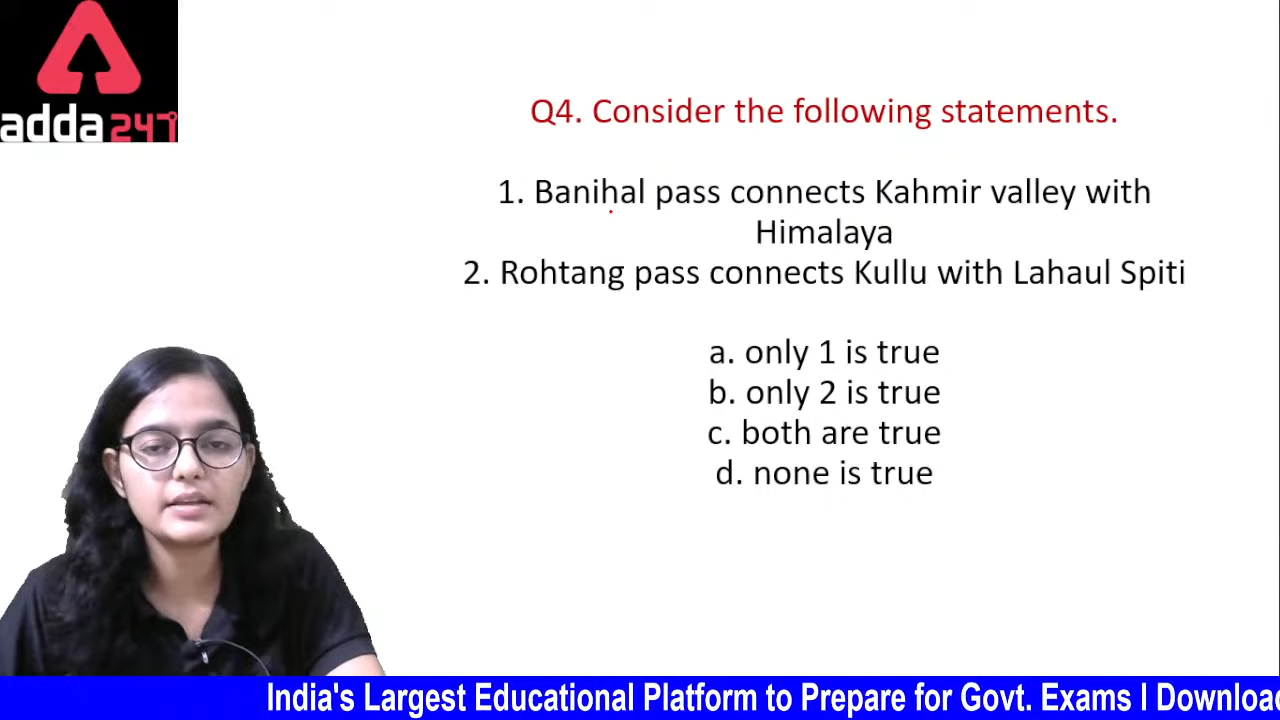 adda247
Q4. Consider the following statements.
1. Banihal pass connects Kahmir valley with
Himalaya
2. Rohtang pass connects Kullu with Lahaul Spiti
a. only 1 is true
b. only 2 is true
c. both are true
d. none is true
India's Largest Educational Platform to Prepare for Govt. Exams I Downloa